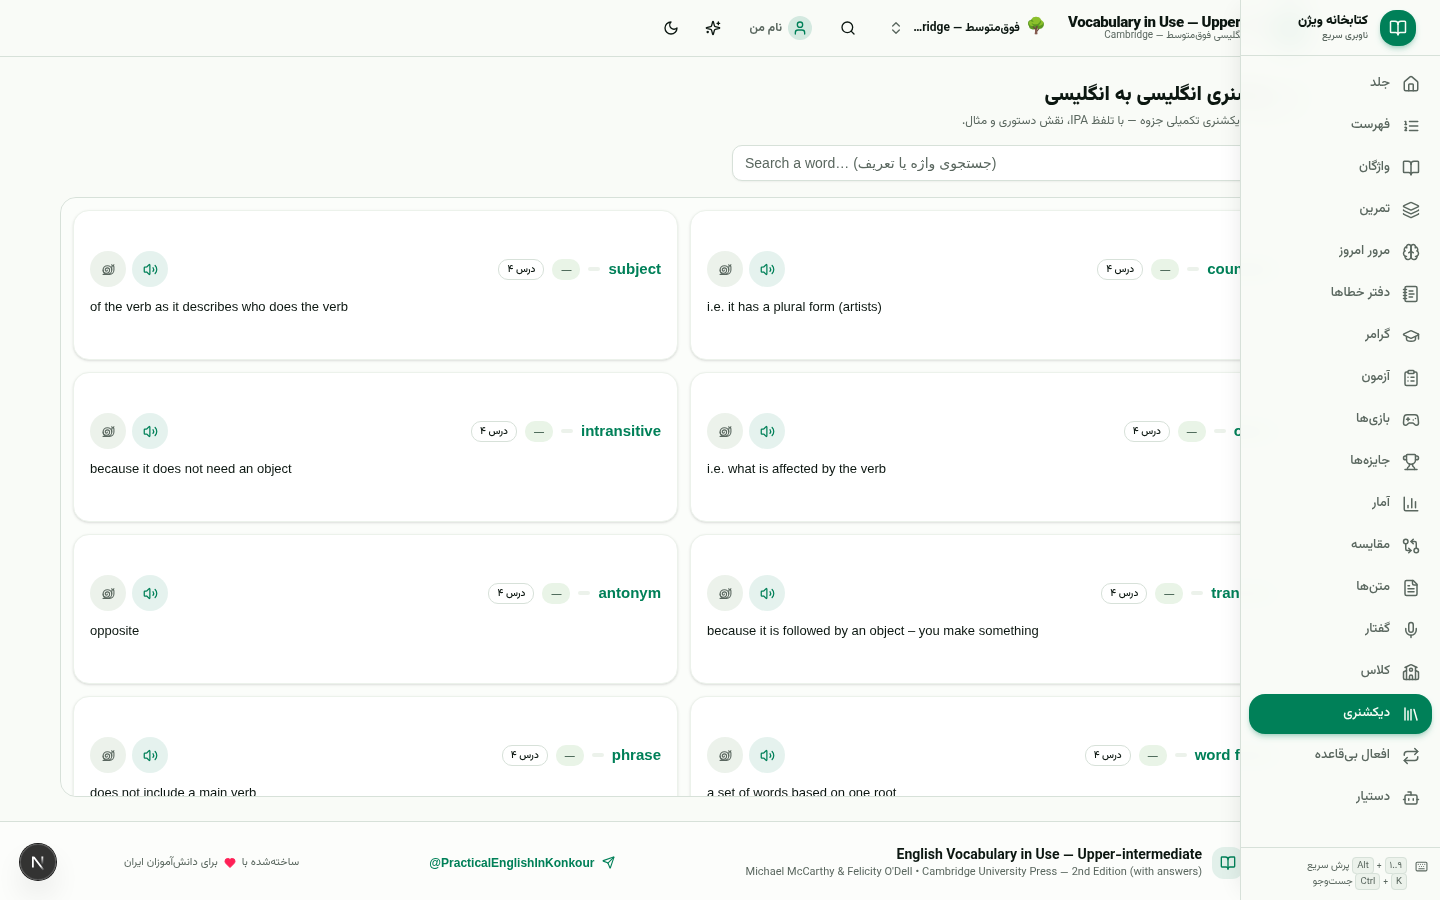 کتابخانه ویژن
ناوبری سریع
Vocabulary in Use — Upper
گلیسی فوق‌متوسط — Cambridge
فوق‌متوسط — ridge...
نام من
جلد
فهرست
واژگان
تمرین
مرور امروز
دفتر خطاها
گرامر
آزمون
بازی‌ها
جایزه‌ها
آمار
مقایسه
متن‌ها
گفتار
کلاس
دیکشنری
افعال بی‌قاعده
دستیار
پرش سریع Alt + ۱..۹
جست‌وجو Ctrl + K
نری انگلیسی به انگلیسی
یکشنری تکمیلی جزوه — با تلفظ IPA، نقش دستوری و مثال.
Search a word… (جستجوی واژه یا تعریف)
coun — درس ۴
i.e. it has a plural form (artists)
subject — درس ۴
of the verb as it describes who does the verb
o — درس ۴
i.e. what is affected by the verb
intransitive — درس ۴
because it does not need an object
tran — درس ۴
because it is followed by an object – you make something
antonym — درس ۴
opposite
word f — درس ۴
a set of words based on one root
phrase — درس ۴
does not include a main verb
English Vocabulary in Use — Upper-intermediate
Michael McCarthy & Felicity O'Dell • Cambridge University Press — 2nd Edition (with answers)
@PracticalEnglishInKonkour
ساخته‌شده با ❤ برای دانش‌آموزان ایران
N